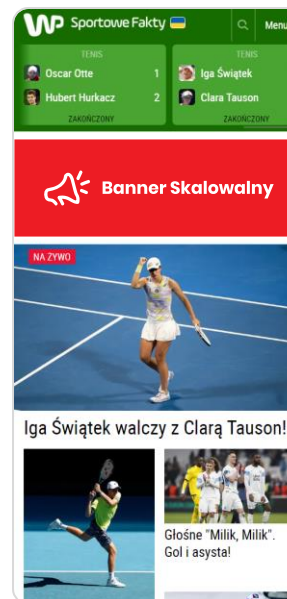 WP Sportowe Fakty
Menu
TENIS
Oscar Otte 1
Hubert Hurkacz 2
ZAKOŃCZONY
TENIS
Iga Świątek
Clara Tauson
ZAKOŃCZONY
Banner Skalowalny
NA ŻYWO
Iga Świątek walczy z Clarą Tauson!
Głośne "Milik, Milik".
Gol i asysta!